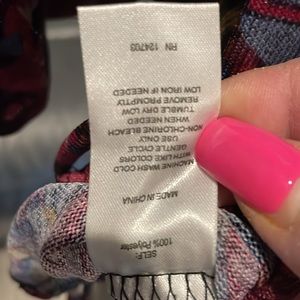 SELF:
100% Polyester
MADE IN CHINA
MACHINE WASH COLD
WITH LIKE COLORS
GENTLE CYCLE
USE ONLY
NON-CHLORINE BLEACH
WHEN NEEDED
TUMBLE DRY LOW
REMOVE PROMPTLY
LOW IRON IF NEEDED
RN 124703